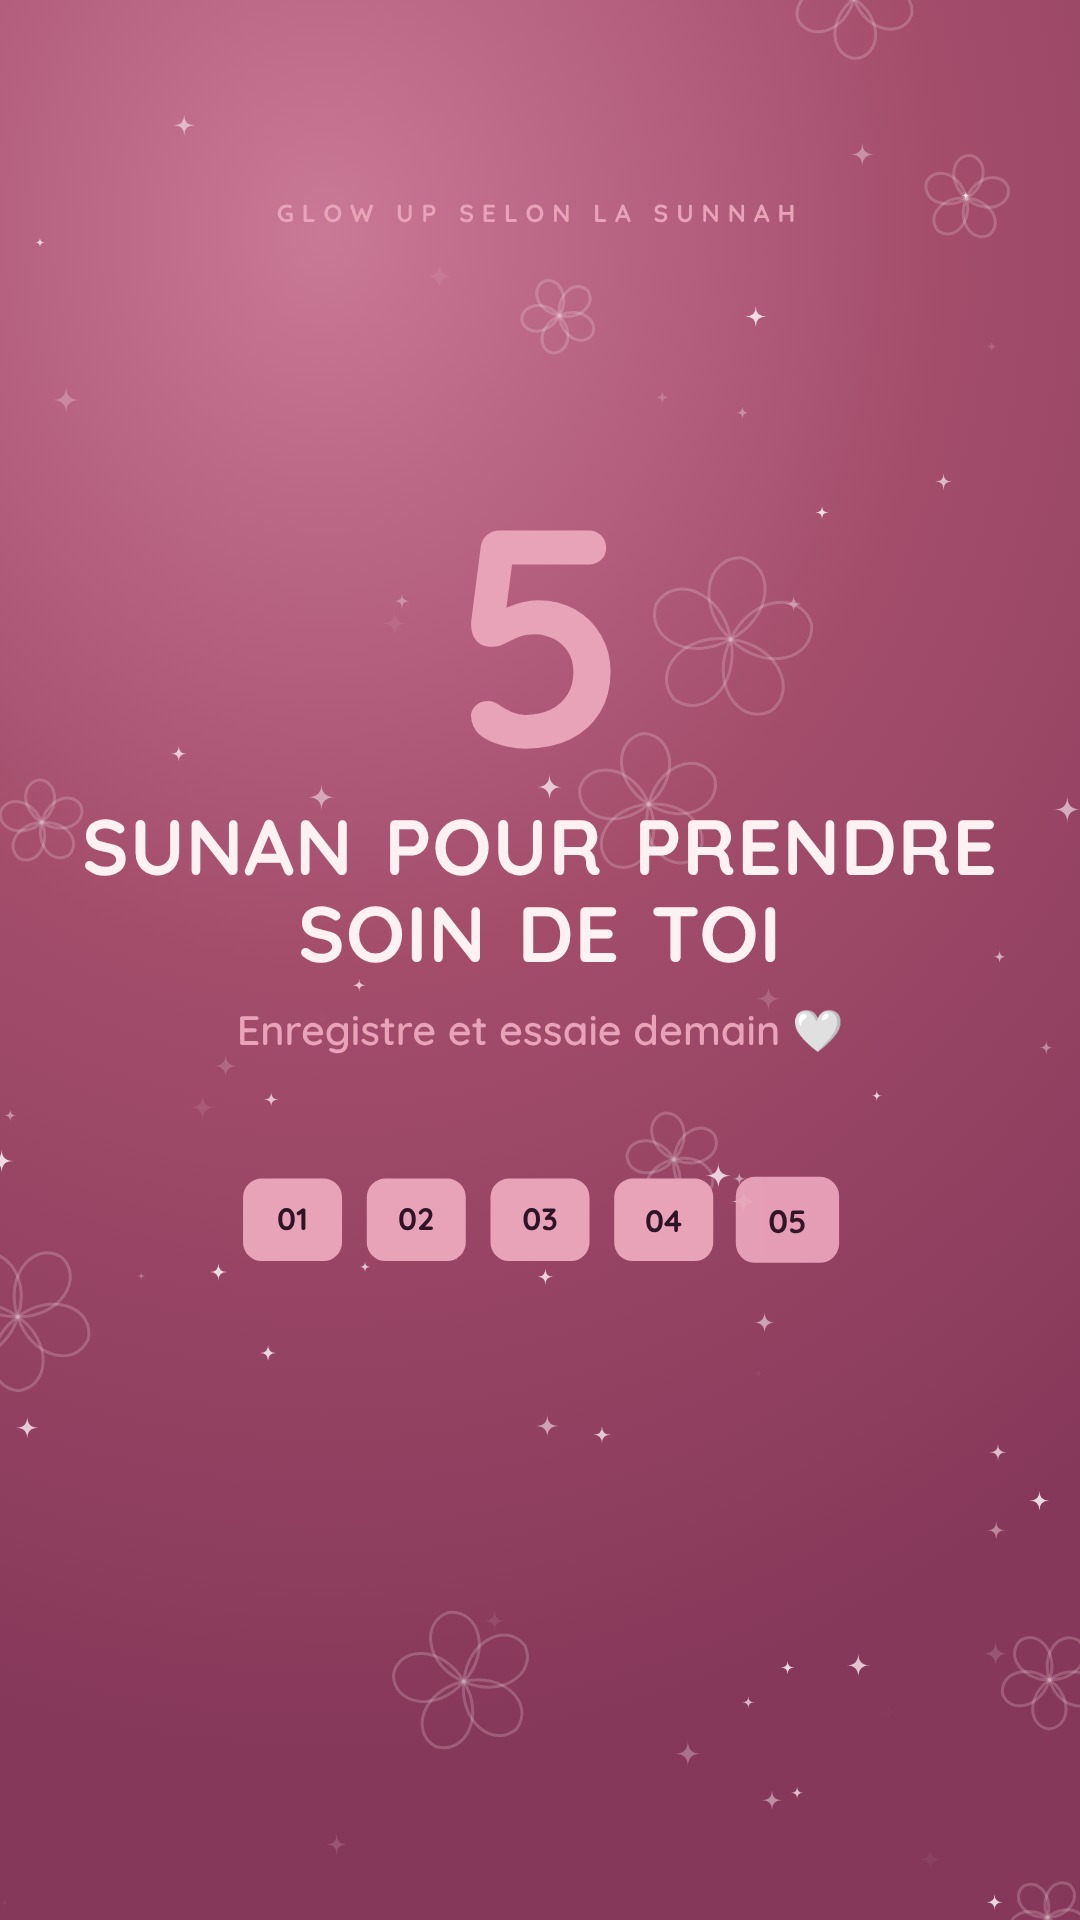 GLOW UP SELON LA SUNNAH
5
SUNAN POUR PRENDRE
SOIN DE TOI
Enregistre et essaie demain 🤍
01 02 03 04 05